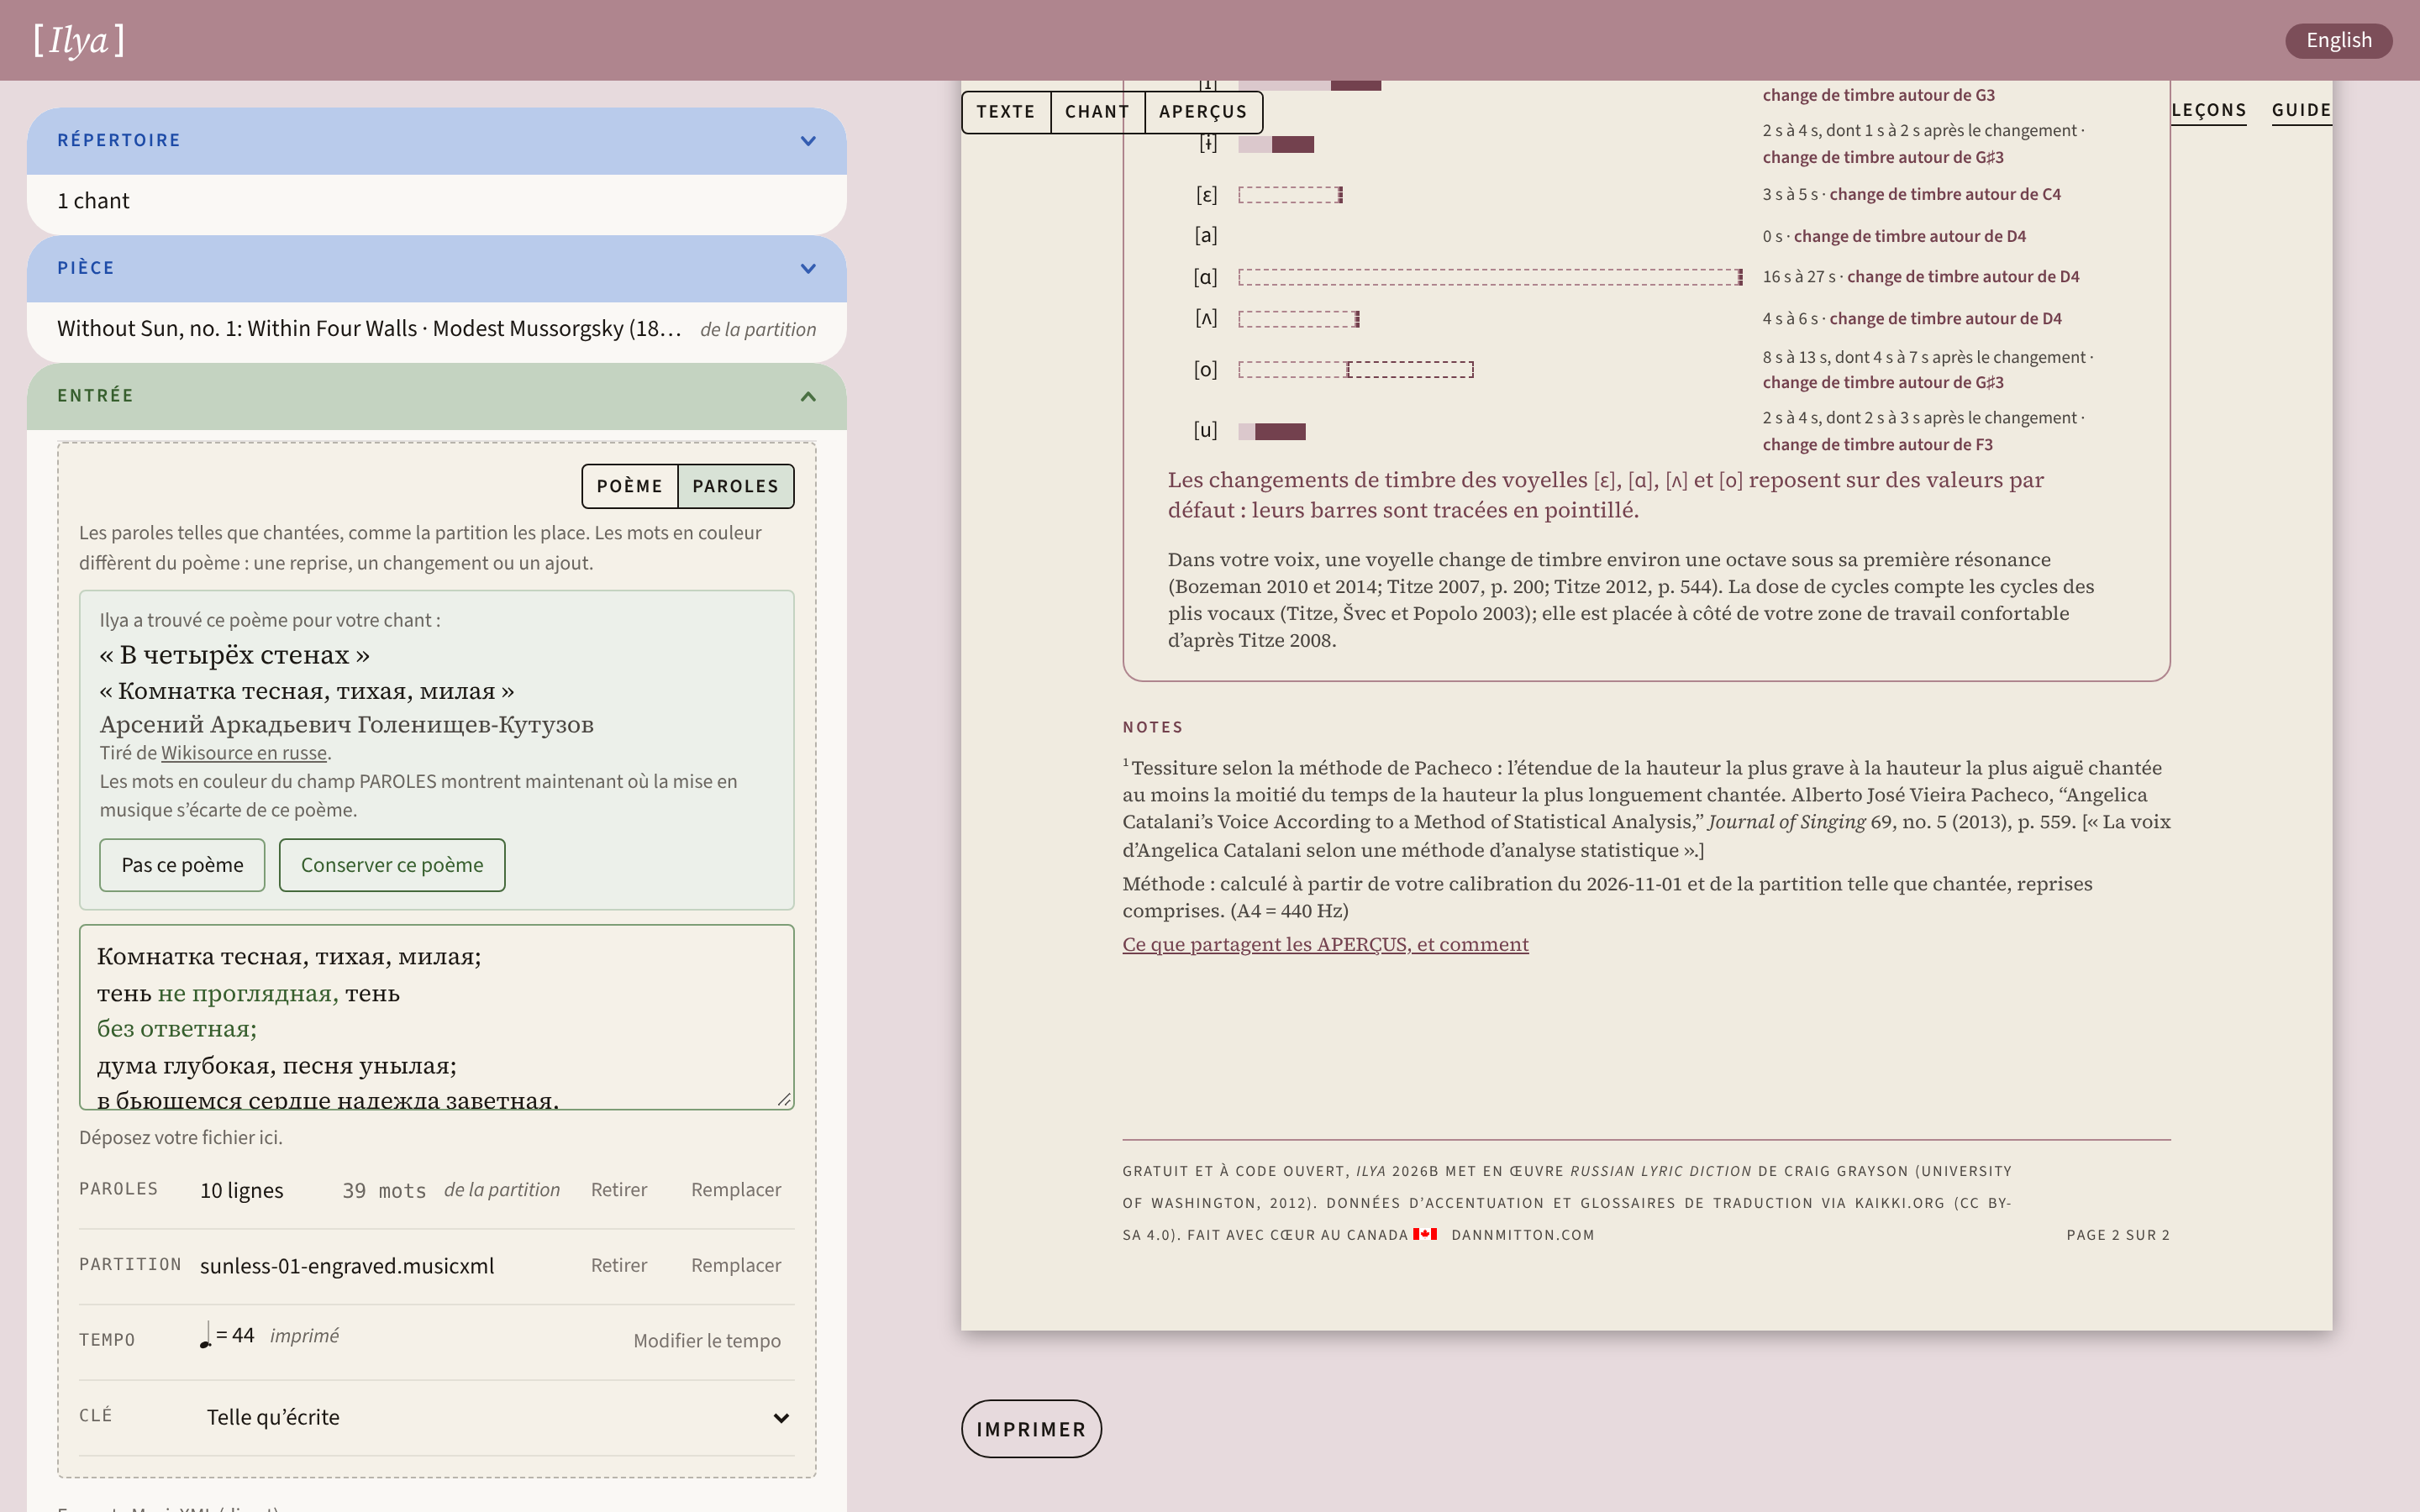 [ Ilya ]
English
RÉPERTOIRE
1 chant
PIÈCE
Without Sun, no. 1: Within Four Walls · Modest Mussorgsky (18… de la partition
ENTRÉE
POÈME PAROLES
Les paroles telles que chantées, comme la partition les place. Les mots en couleur
diffèrent du poème : une reprise, un changement ou un ajout.
Ilya a trouvé ce poème pour votre chant :
« В четырёх стенах »
« Комнатка тесная, тихая, милая »
Арсений Аркадьевич Голенищев-Кутузов
Tiré de Wikisource en russe.
Les mots en couleur du champ PAROLES montrent maintenant où la mise en
musique s’écarte de ce poème.
Pas ce poème Conserver ce poème
Комнатка тесная, тихая, милая;
тень не проглядная, тень
без ответная;
дума глубокая, песня унылая;
в бьющемся сердце надежда заветная.
Déposez votre fichier ici.
PAROLES 10 lignes 39 mots de la partition Retirer Remplacer
PARTITION sunless-01-engraved.musicxml Retirer Remplacer
TEMPO = 44 imprimé Modifier le tempo
CLÉ Telle qu’écrite
TEXTE CHANT APERÇUS
LEÇONS GUIDE
change de timbre autour de G3
[ɨ] 2 s à 4 s, dont 1 s à 2 s après le changement ·
change de timbre autour de G♯3
[ɛ] 3 s à 5 s · change de timbre autour de C4
[a] 0 s · change de timbre autour de D4
[ɑ] 16 s à 27 s · change de timbre autour de D4
[ʌ] 4 s à 6 s · change de timbre autour de D4
[o] 8 s à 13 s, dont 4 s à 7 s après le changement ·
change de timbre autour de G♯3
[u] 2 s à 4 s, dont 2 s à 3 s après le changement ·
change de timbre autour de F3
Les changements de timbre des voyelles [ɛ], [ɑ], [ʌ] et [o] reposent sur des valeurs par
défaut : leurs barres sont tracées en pointillé.
Dans votre voix, une voyelle change de timbre environ une octave sous sa première résonance
(Bozeman 2010 et 2014; Titze 2007, p. 200; Titze 2012, p. 544). La dose de cycles compte les cycles des
plis vocaux (Titze, Švec et Popolo 2003); elle est placée à côté de votre zone de travail confortable
d’après Titze 2008.
NOTES
¹ Tessiture selon la méthode de Pacheco : l’étendue de la hauteur la plus grave à la hauteur la plus aiguë chantée
au moins la moitié du temps de la hauteur la plus longuement chantée. Alberto José Vieira Pacheco, “Angelica
Catalani’s Voice According to a Method of Statistical Analysis,” Journal of Singing 69, no. 5 (2013), p. 559. [« La voix
d’Angelica Catalani selon une méthode d’analyse statistique ».]
Méthode : calculé à partir de votre calibration du 2026-11-01 et de la partition telle que chantée, reprises
comprises. (A4 = 440 Hz)
Ce que partagent les APERÇUS, et comment
GRATUIT ET À CODE OUVERT, ILYA 2026B MET EN ŒUVRE RUSSIAN LYRIC DICTION DE CRAIG GRAYSON (UNIVERSITY
OF WASHINGTON, 2012). DONNÉES D’ACCENTUATION ET GLOSSAIRES DE TRADUCTION VIA KAIKKI.ORG (CC BY-
SA 4.0). FAIT AVEC CŒUR AU CANADA DANNMITTON.COM PAGE 2 SUR 2
IMPRIMER